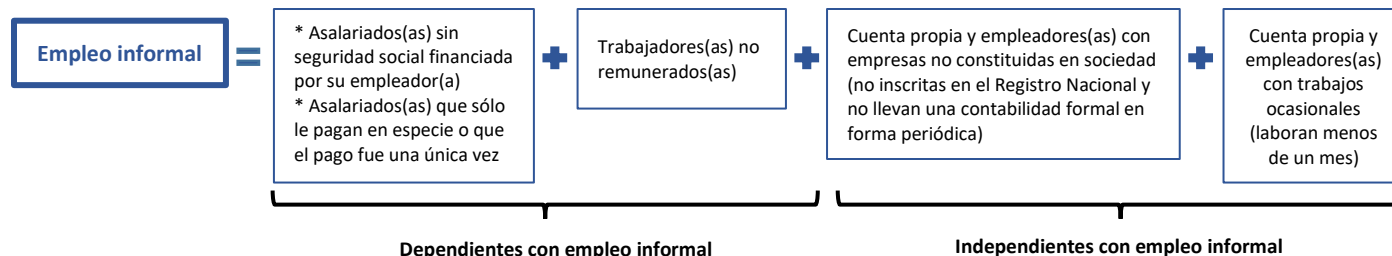 Empleo informal
* Asalariados(as) sin
seguridad social financiada
por su empleador(a)
* Asalariados(as) que sólo
le pagan en especie o que
el pago fue una única vez
Trabajadores(as) no
remunerados(as)
Cuenta propia y empleadores(as) con
empresas no constituidas en sociedad
(no inscritas en el Registro Nacional y
no llevan una contabilidad formal en
forma periódica)
Cuenta propia y
empleadores(as)
con trabajos
ocasionales
(laboran menos
de un mes)
Dependientes con empleo informal
Independientes con empleo informal